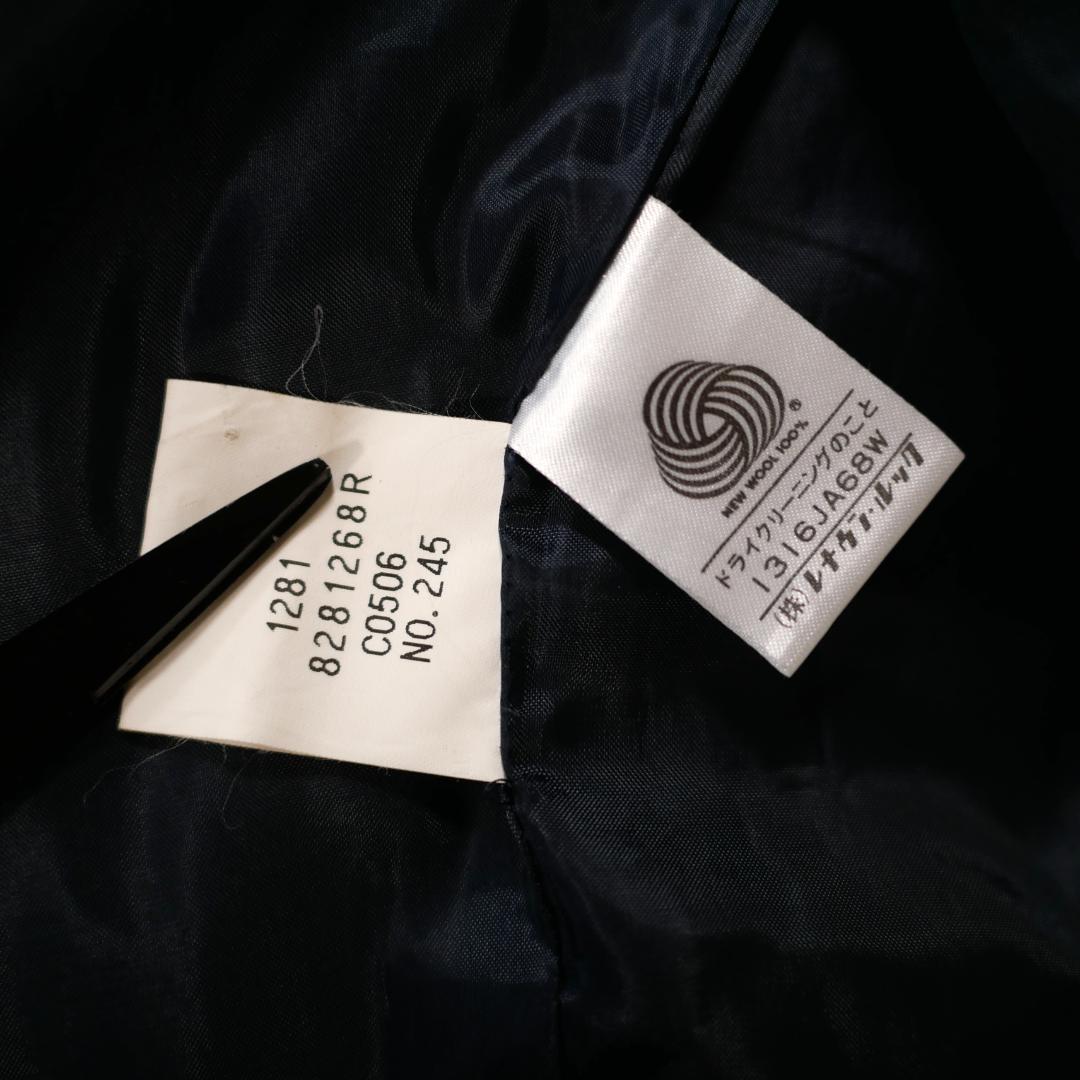 1281
8281268R
C0506
NO.245
NEW WOOL 100%
®
ドライクリーニングのこと
1316JA68W
(株)レナウン・ルック